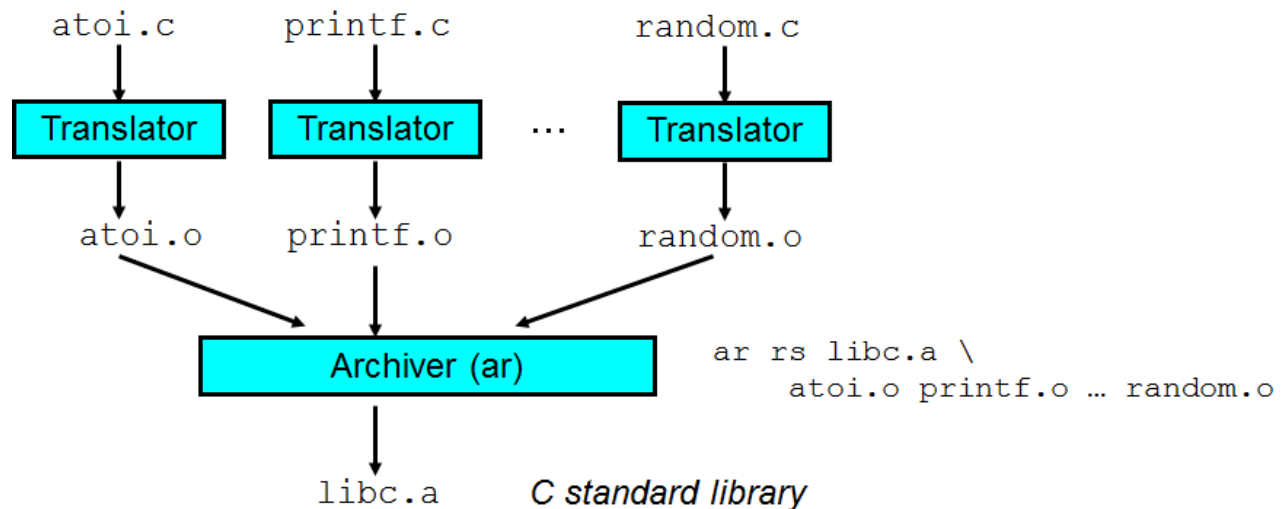 atoi.c printf.c random.c
Translator Translator ... Translator
atoi.o printf.o random.o
Archiver (ar)
ar rs libc.a \
atoi.o printf.o … random.o
libc.a C standard library